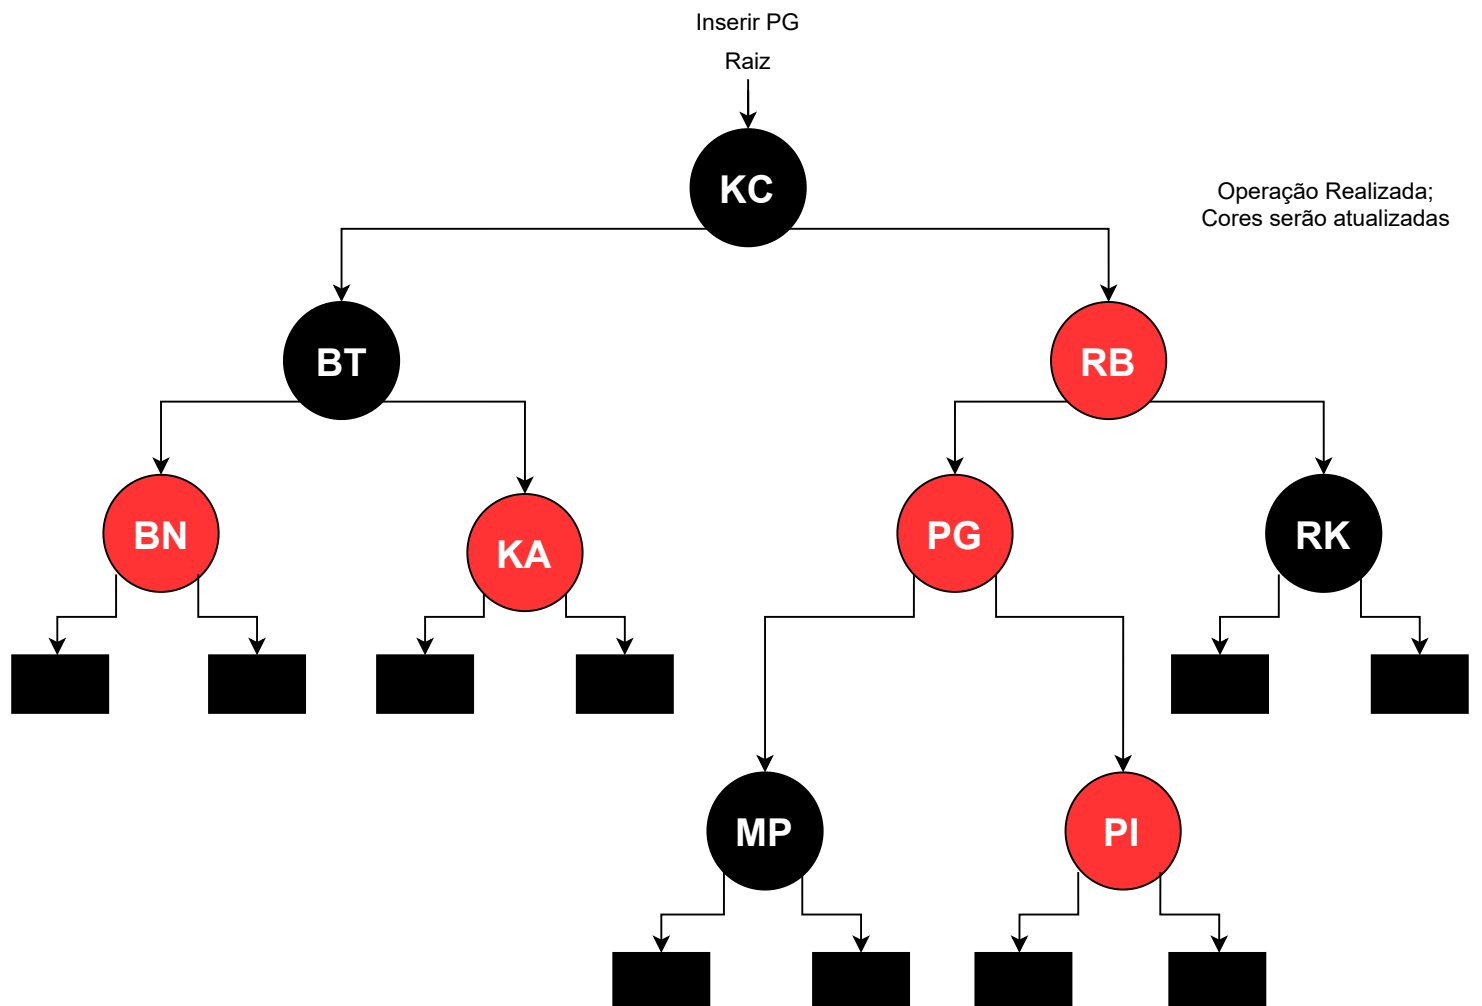 Inserir PG
Raiz
KC
Operação Realizada;
Cores serão atualizadas
BT
RB
BN
KA
PG
RK
MP
PI